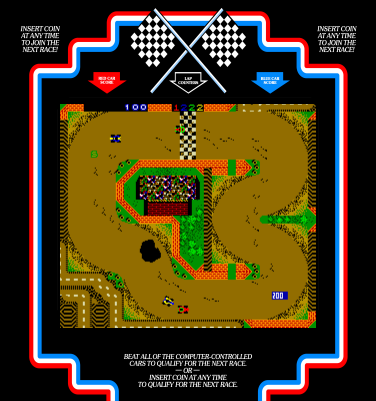 INSERT COIN
AT ANY TIME
TO JOIN THE
NEXT RACE!
INSERT COIN
AT ANY TIME
TO JOIN THE
NEXT RACE!
RED CAR
SCORE
LAP
COUNTERS
BLUE CAR
SCORE
100
200
BEAT ALL OF THE COMPUTER-CONTROLLED
CARS TO QUALIFY FOR THE NEXT RACE.
— OR —
INSERT COIN AT ANY TIME
TO QUALIFY FOR THE NEXT RACE.